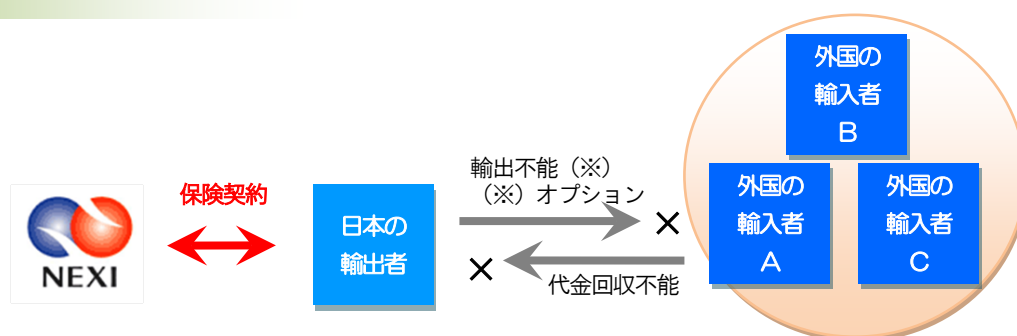 NEXI
保険契約
日本の
輸出者
輸出不能（※）
（※）オプション
×
×
代金回収不能
外国の
輸入者
B
外国の
輸入者
A
外国の
輸入者
C